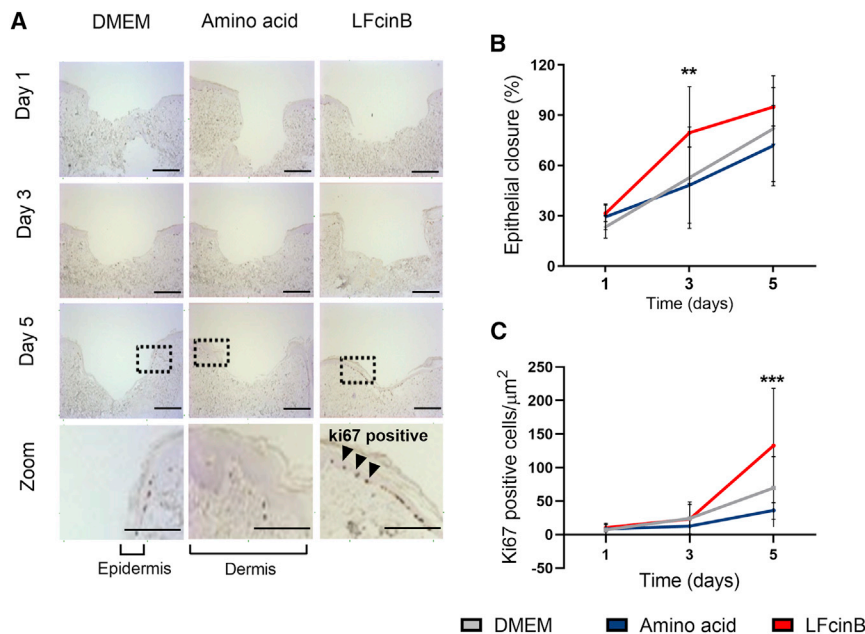 A
DMEM Amino acid LFcinB
Day 1
Day 3
Day 5
Zoom
ki67 positive
Epidermis Dermis
B
Epithelial closure (%)
120
90
60
30
0
**
1 3 5
Time (days)
C
Ki67 positive cells/μm²
250
200
150
100
50
0
-50
***
1 3 5
Time (days)
DMEM Amino acid LFcinB